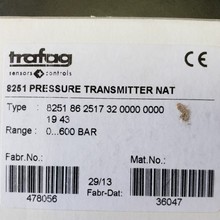 trafag
sensors & controls
CE
8251 PRESSURE TRANSMITTER NAT
Type : 8251 86 2517 32 0000 0000
19 43
Range : 0...600 BAR
Fabr.No.: Mat.No.:
29/13
478056 Fabr-Dat: 36047